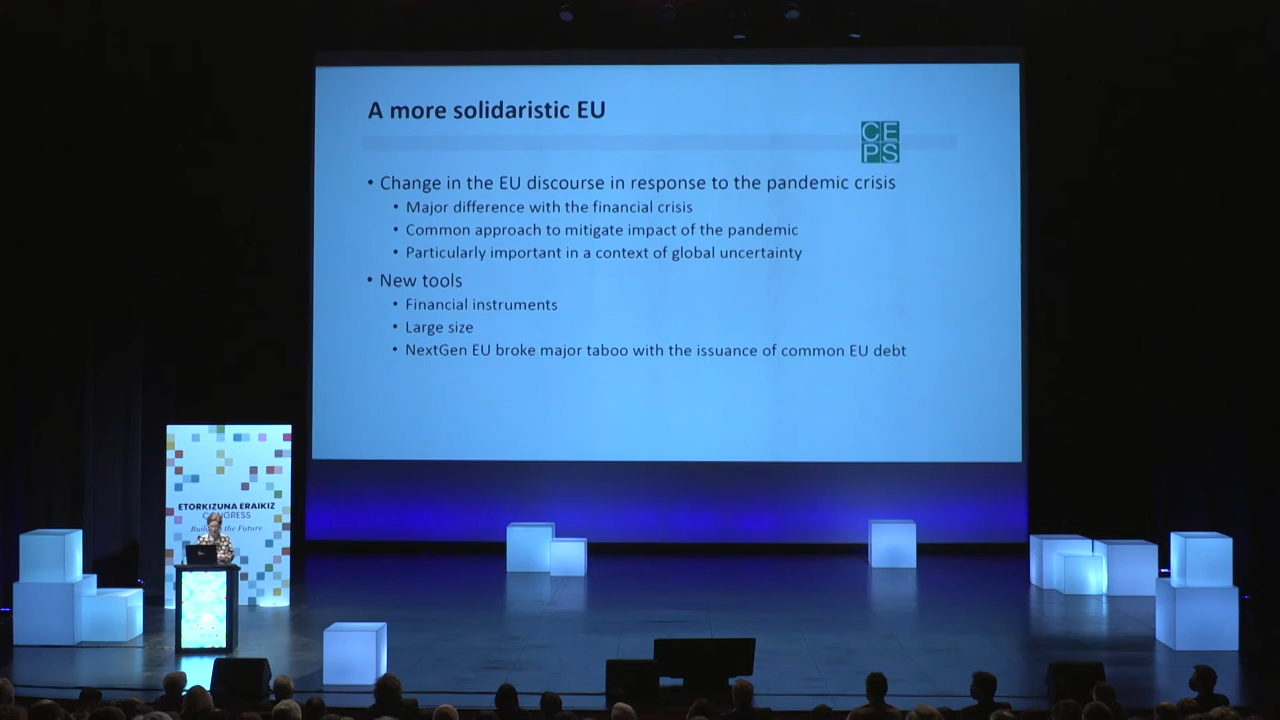 A more solidaristic EU
CE
PS
• Change in the EU discourse in response to the pandemic crisis
• Major difference with the financial crisis
• Common approach to mitigate impact of the pandemic
• Particularly important in a context of global uncertainty
• New tools
• Financial instruments
• Large size
• NextGen EU broke major taboo with the issuance of common EU debt
ETORKIZUNA ERAIKIZ
CONGRESS
Building the Future